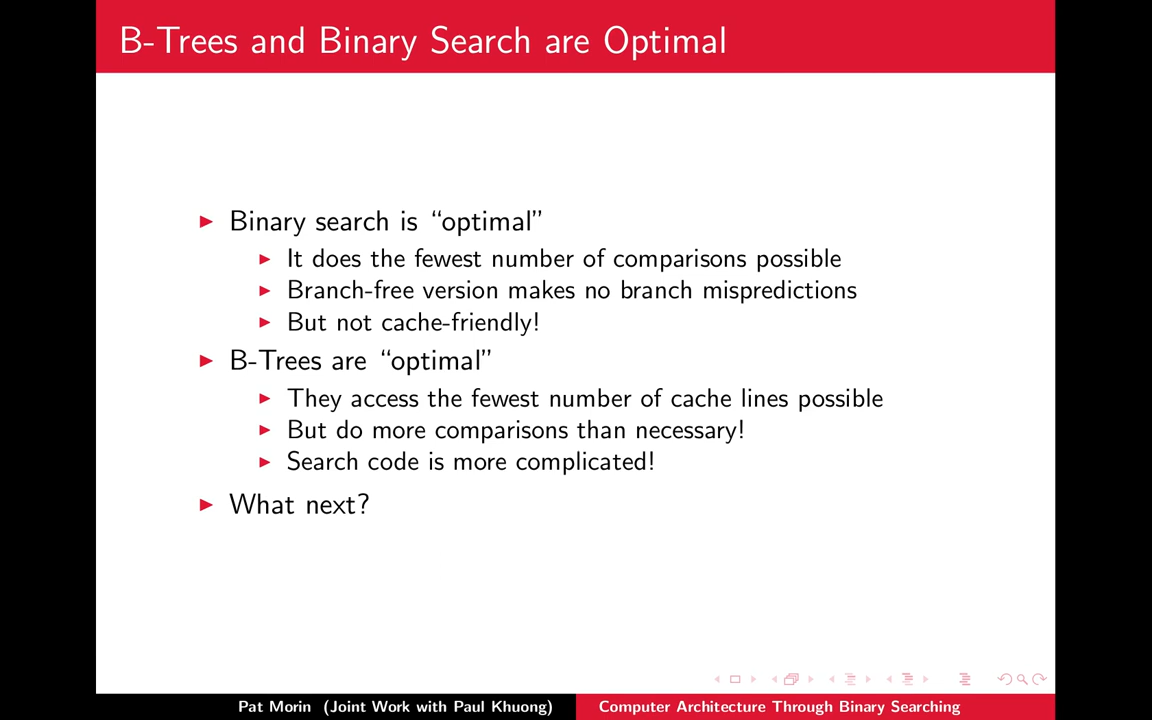 B-Trees and Binary Search are Optimal
Binary search is “optimal”
It does the fewest number of comparisons possible
Branch-free version makes no branch mispredictions
But not cache-friendly!
B-Trees are “optimal”
They access the fewest number of cache lines possible
But do more comparisons than necessary!
Search code is more complicated!
What next?
Pat Morin (Joint Work with Paul Khuong)
Computer Architecture Through Binary Searching